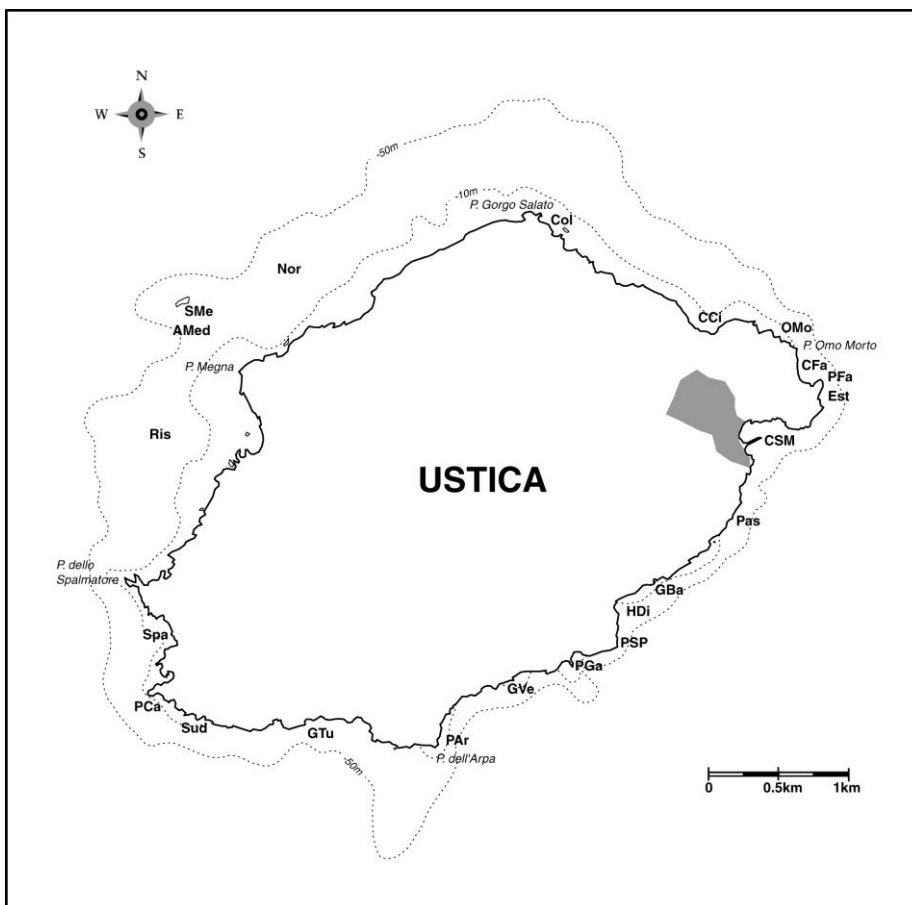 N
W
E
S
-50m
-10m
P. Gorgo Salato
Col
Nor
SMe
AMed
CCi
OMo
P. Omo Morto
P. Megna
CFa
PFa
Est
Ris
CSM
USTICA
Pas
P. dello
Spalmatore
GBa
HDi
Spa
PSP
PGa
GVe
PCa
Sud
GTu
PAr
P. dell'Arpa
-50m
0
0.5km
1km